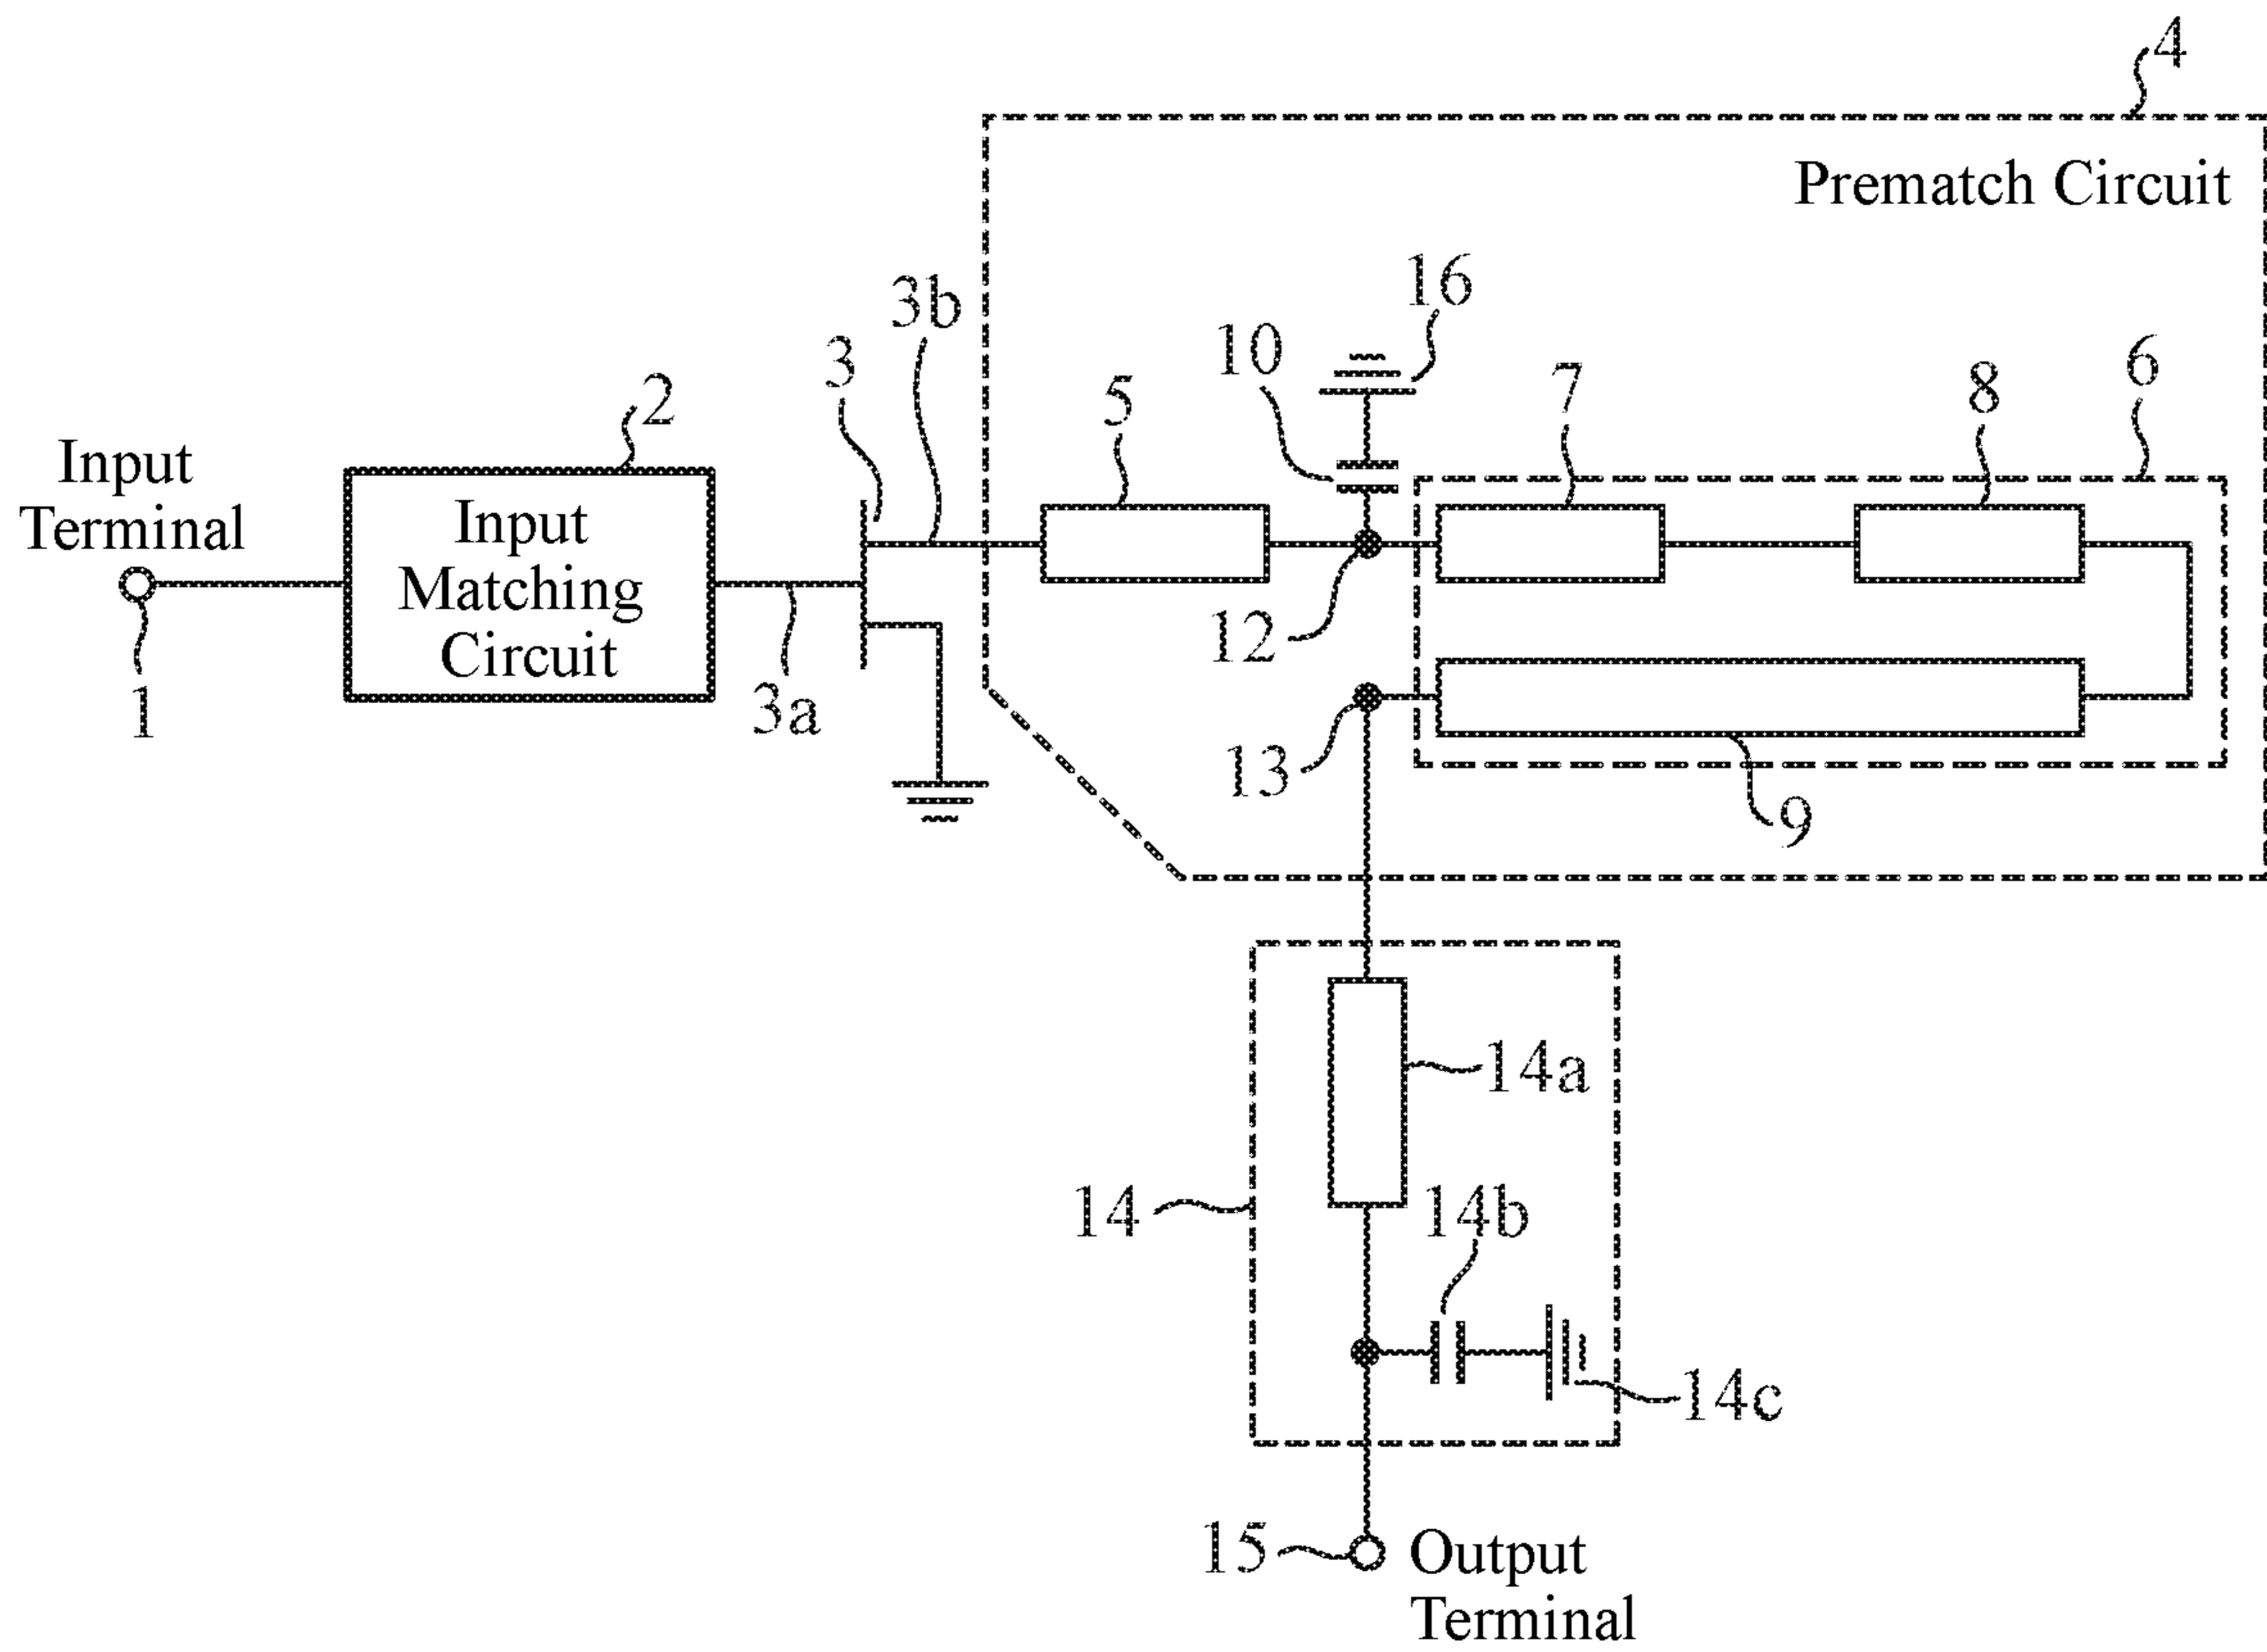 4
Prematch Circuit
16
3b
10
3
7
8
6
5
2
Input
Terminal
Input
Matching
Circuit
12
1
3a
13
9
14a
14
14b
14c
15
Output
Terminal